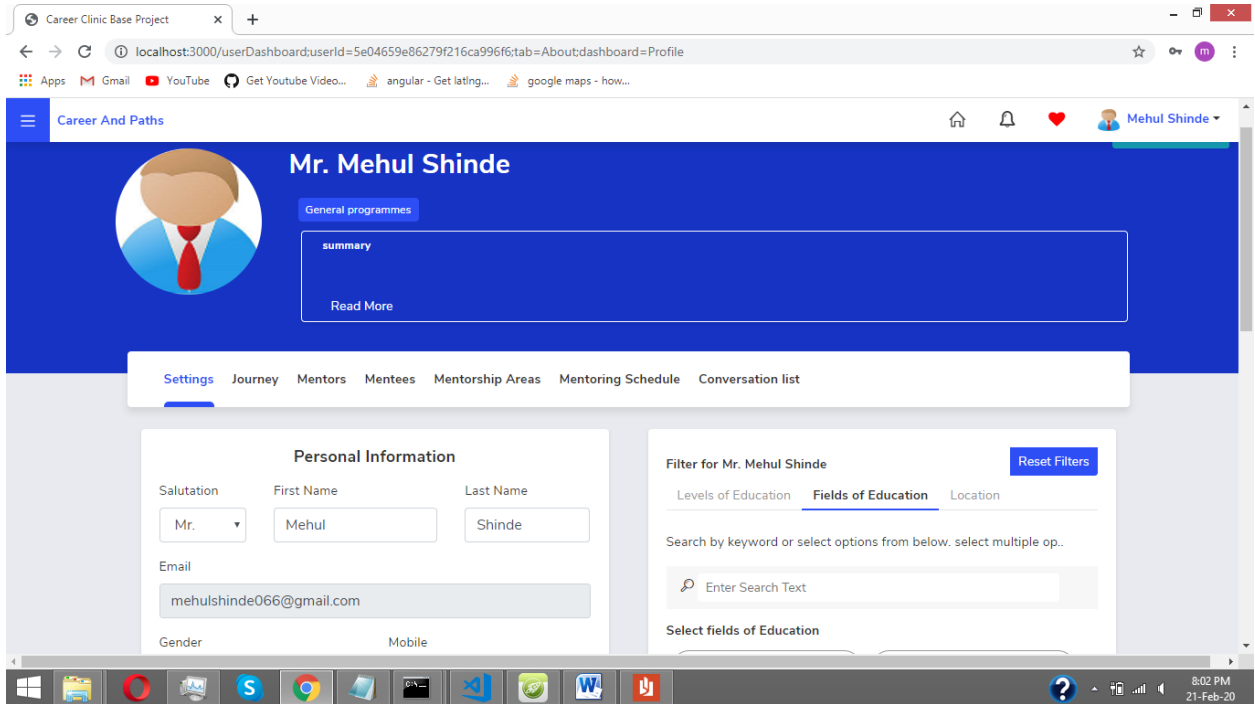 Career Clinic Base Project
localhost:3000/userDashboard;userId=5e04659e86279f216ca996f6;tab=About;dashboard=Profile
m
Apps Gmail YouTube Get Youtube Video... angular - Get latlng... google maps - how...
Career And Paths Mehul Shinde
Mr. Mehul Shinde
General programmes
summary
Read More
Settings Journey Mentors Mentees Mentorship Areas Mentoring Schedule Conversation list
Personal Information
Salutation First Name Last Name
Mr. Mehul Shinde
Email
mehulshinde066@gmail.com
Gender Mobile
Filter for Mr. Mehul Shinde Reset Filters
Levels of Education Fields of Education Location
Search by keyword or select options from below. select multiple op..
Enter Search Text
Select fields of Education
8:02 PM
21-Feb-20